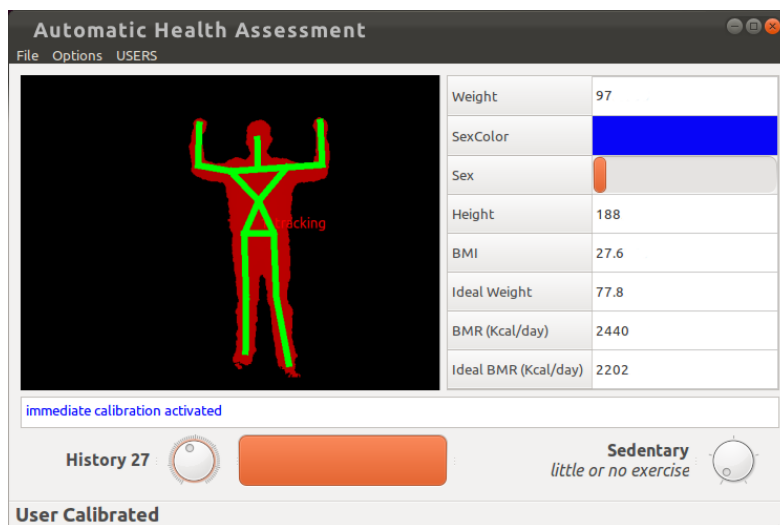 Automatic Health Assessment
File Options USERS
Weight 97
SexColor
Sex
Height 188
BMI 27.6
Ideal Weight 77.8
BMR (Kcal/day) 2440
Ideal BMR (Kcal/day) 2202
racking
immediate calibration activated
History 27
Sedentary
little or no exercise
User Calibrated